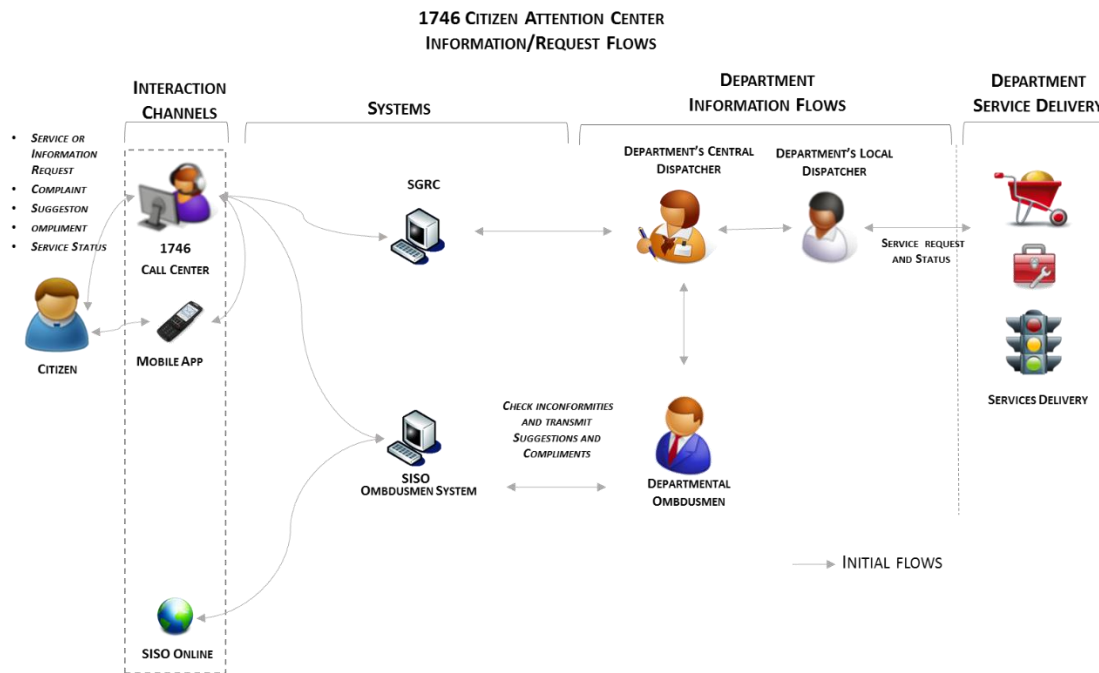 1746 CITIZEN ATTENTION CENTER
INFORMATION/REQUEST FLOWS
INTERACTION
CHANNELS
SYSTEMS
DEPARTMENT
INFORMATION FLOWS
DEPARTMENT
SERVICE DELIVERY
• SERVICE OR
INFORMATION
REQUEST
• COMPLAINT
• SUGGESTON
• OMPLIMENT
• SERVICE STATUS
CITIZEN
1746
CALL CENTER
MOBILE APP
SISO ONLINE
SGRC
SISO
OMBDUSMEN SYSTEM
CHECK INCONFORMITIES
AND TRANSMIT
SUGGESTIONS AND
COMPLIMENTS
DEPARTMENT'S CENTRAL
DISPATCHER
DEPARTMENT'S LOCAL
DISPATCHER
SERVICE REQUEST
AND STATUS
DEPARTMENTAL
OMBDUSMEN
SERVICES DELIVERY
INITIAL FLOWS